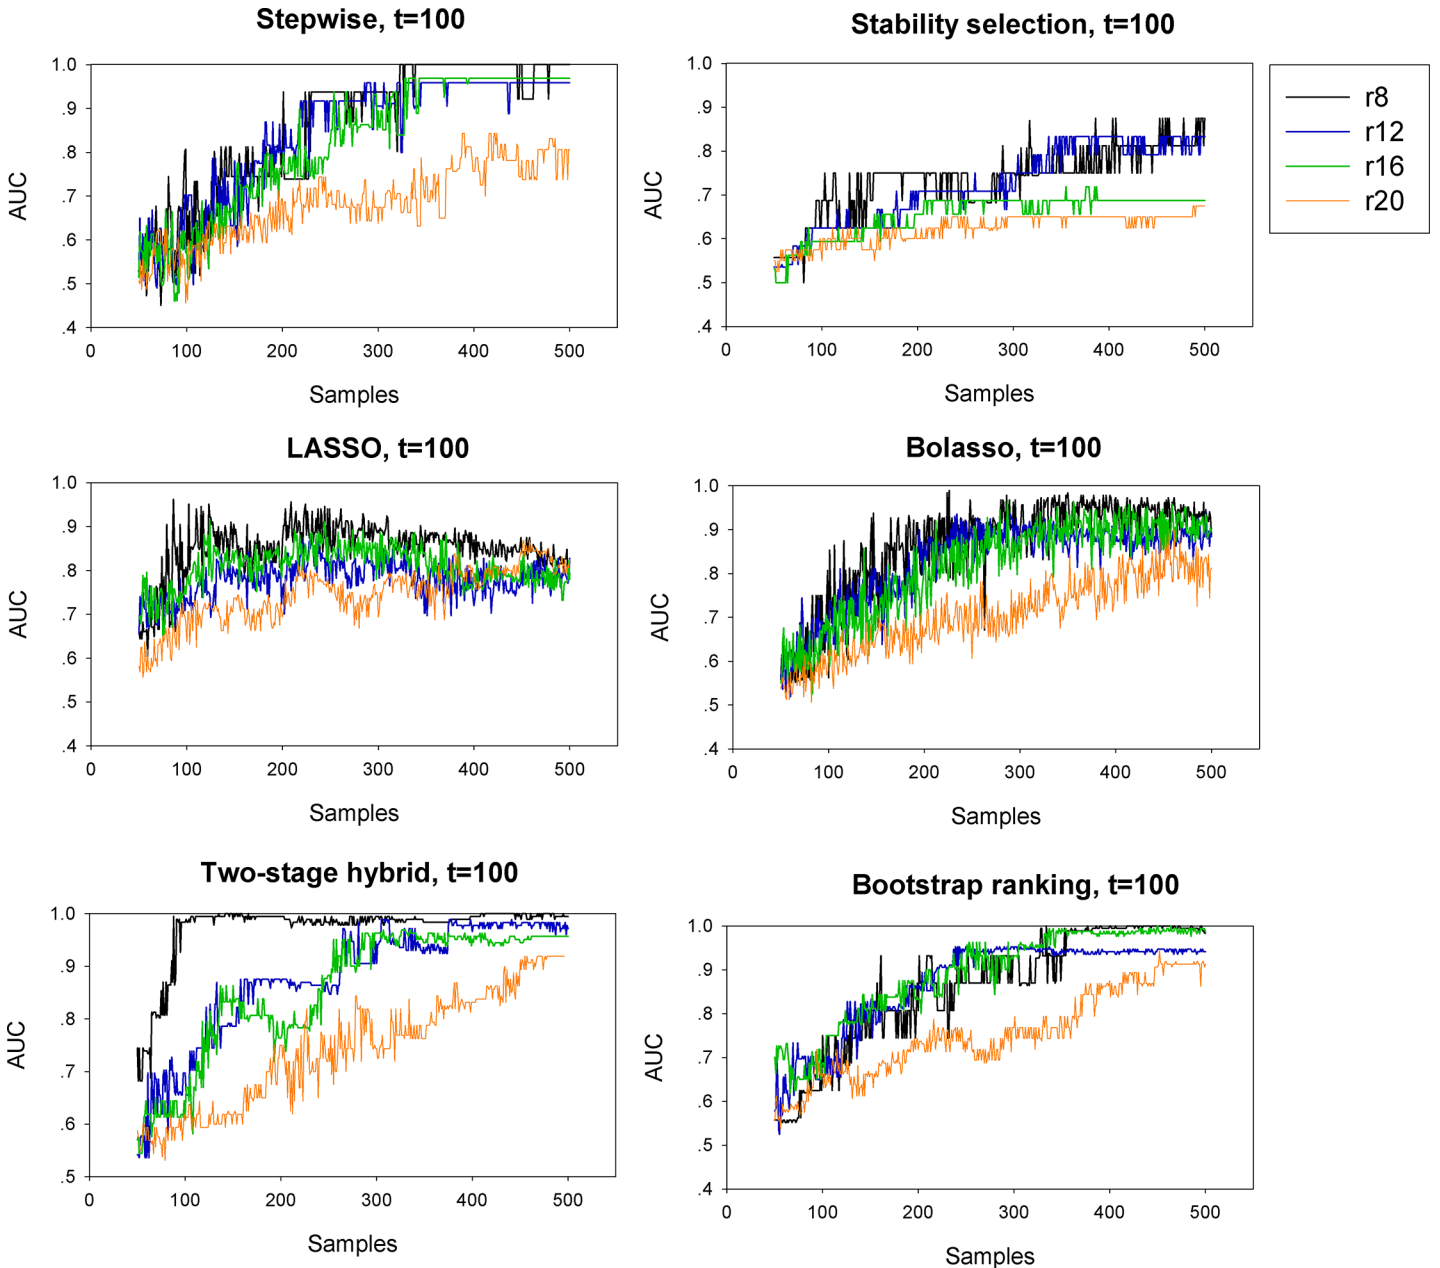 Stepwise, t=100
1.0
.9
.8
.7
.6
.5
.4
AUC
0 100 200 300 400 500
Samples
Stability selection, t=100
1.0
.9
.8
.7
.6
.5
.4
AUC
0 100 200 300 400 500
Samples
r8
r12
r16
r20
LASSO, t=100
1.0
.9
.8
.7
.6
.5
.4
AUC
0 100 200 300 400 500
Samples
Bolasso, t=100
1.0
.9
.8
.7
.6
.5
.4
AUC
0 100 200 300 400 500
Samples
Two-stage hybrid, t=100
1.0
.9
.8
.7
.6
.5
AUC
0 100 200 300 400 500
Samples
Bootstrap ranking, t=100
1.0
.9
.8
.7
.6
.5
.4
AUC
0 100 200 300 400 500
Samples